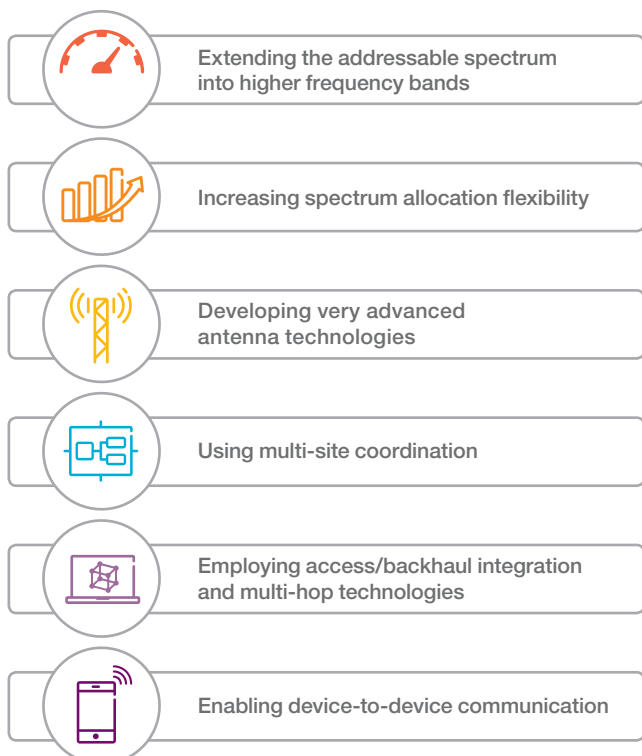 Extending the addressable spectrum
into higher frequency bands
Increasing spectrum allocation flexibility
Developing very advanced
antenna technologies
Using multi-site coordination
Employing access/backhaul integration
and multi-hop technologies
Enabling device-to-device communication